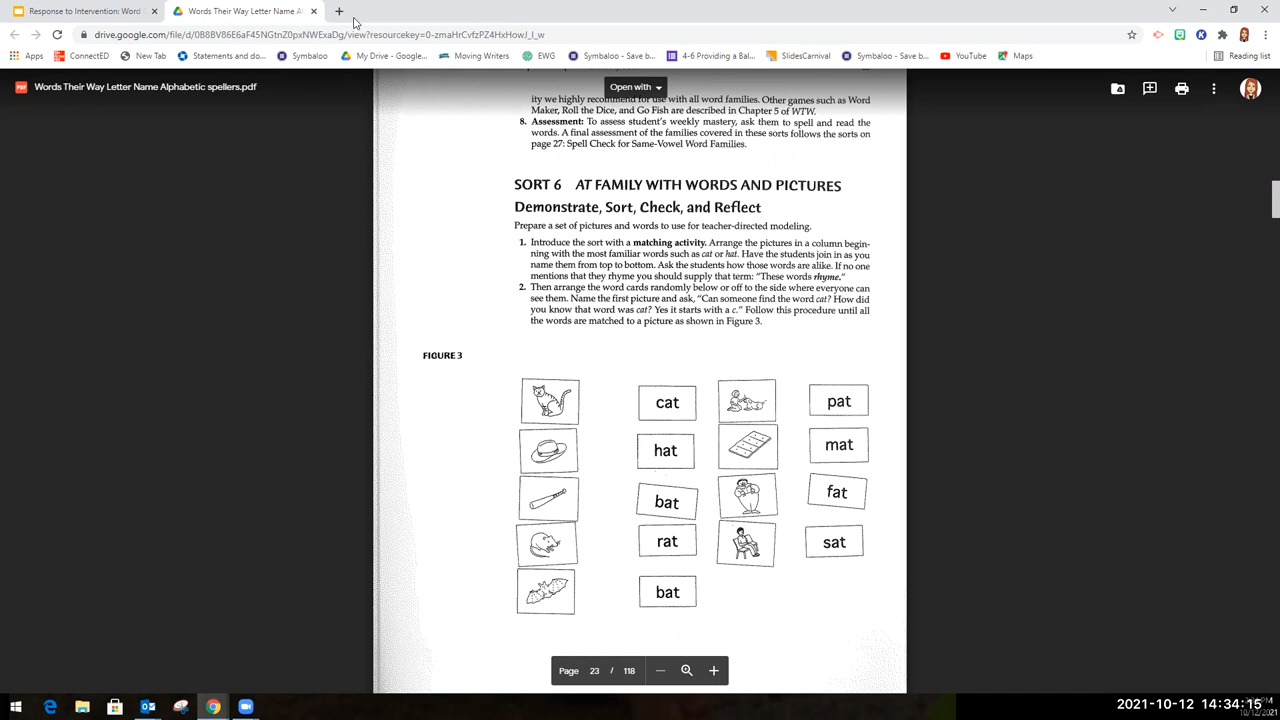 Response to Intervention: Word S
Words Their Way Letter Name Al
drive.google.com/file/d/0B8BV86E6aF45NGtnZ0pxNWExaDg/view?resourcekey=0-zmaHrCvfzPZ4HxHowJ_l_w
Apps ConnectED New Tab Statements and do... Symbaloo My Drive - Google... Moving Writers EWG Symbaloo - Save b... 4-6 Providing a Bal... SlidesCarnival Symbaloo - Save b... YouTube Maps Reading list
Words Their Way Letter Name Alphabetic spellers.pdf
Open with
ity we highly recommend for use with all word families. Other games such as Word
Maker, Roll the Dice, and Go Fish are described in Chapter 5 of WTW.
8. Assessment: To assess student's weekly mastery, ask them to spell and read the
words. A final assessment of the families covered in these sorts follows the sorts on
page 27: Spell Check for Same-Vowel Word Families.
SORT 6 AT FAMILY WITH WORDS AND PICTURES
Demonstrate, Sort, Check, and Reflect
Prepare a set of pictures and words to use for teacher-directed modeling.
1. Introduce the sort with a matching activity. Arrange the pictures in a column begin-
ning with the most familiar words such as cat or hat. Have the students join in as you
name them from top to bottom. Ask the students how those words are alike. If no one
mentions that they rhyme you should supply that term: "These words rhyme."
2. Then arrange the word cards randomly below or off to the side where everyone can
see them. Name the first picture and ask, "Can someone find the word cat? How did
you know that word was cat? Yes it starts with a c." Follow this procedure until all
the words are matched to a picture as shown in Figure 3.
FIGURE 3
cat pat
hat mat
bat fat
rat sat
bat
Page 23 / 118
2021-10-12 14:34:15
10/12/2021